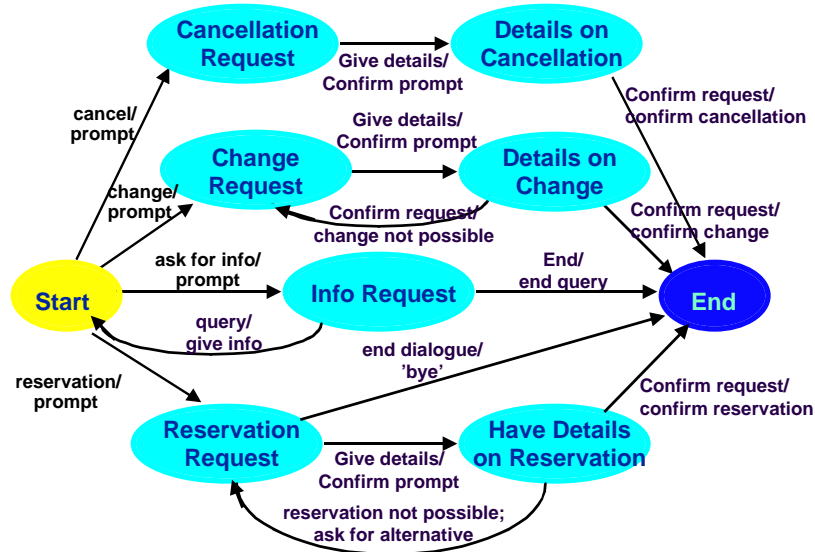 Cancellation
Request
Give details/
Confirm prompt
Details on
Cancellation
cancel/
prompt
Confirm request/
confirm cancellation
Give details/
Confirm prompt
Change
Request
Details on
Change
change/
prompt
Confirm request/
change not possible
Confirm request/
confirm change
ask for info/
prompt
End/
end query
Start
Info Request
End
query/
give info
end dialogue/
'bye'
reservation/
prompt
Confirm request/
confirm reservation
Reservation
Request
Give details/
Confirm prompt
Have Details
on Reservation
reservation not possible;
ask for alternative